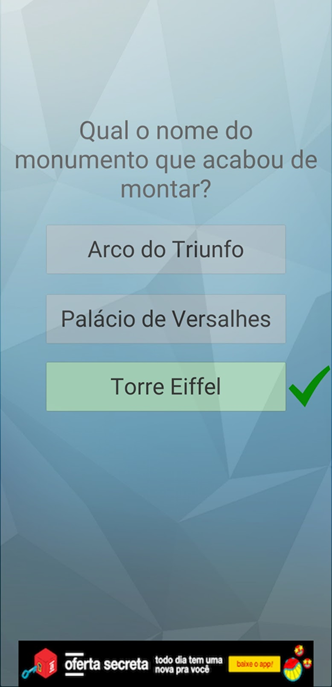 Qual o nome do
monumento que acabou de
montar?
Arco do Triunfo
Palácio de Versalhes
Torre Eiffel
oferta secreta
todo dia tem uma
nova pra você
baixe o app!